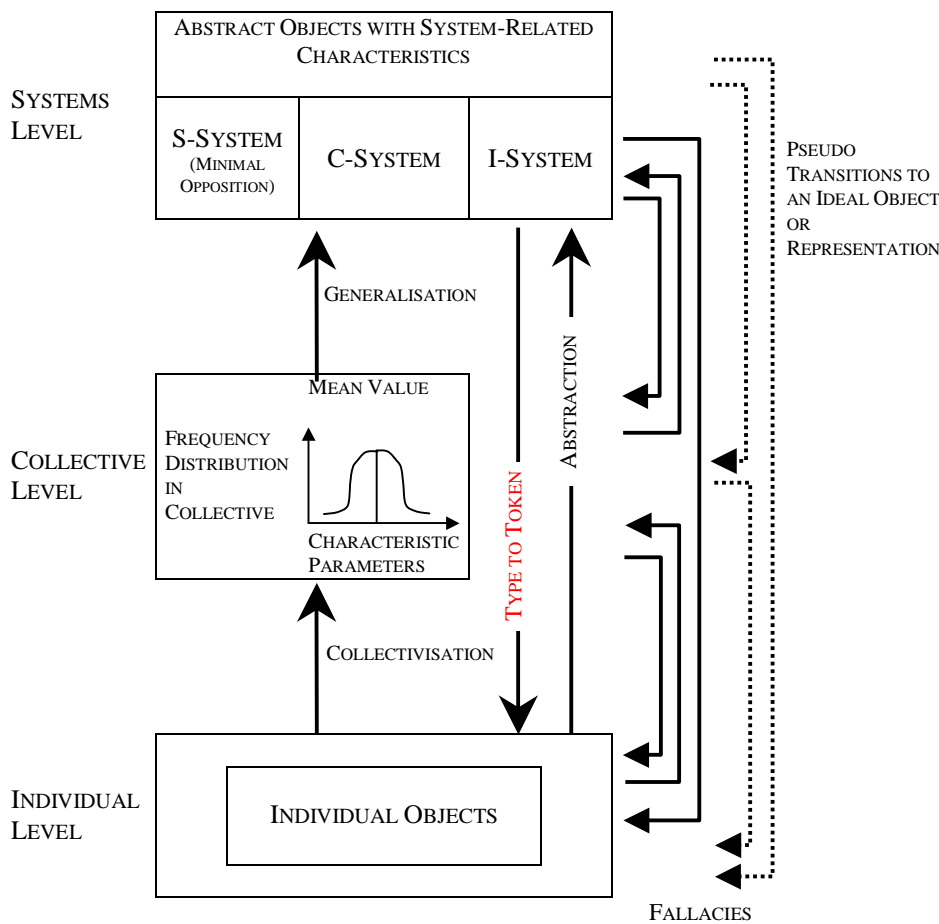 ABSTRACT OBJECTS WITH SYSTEM-RELATED
CHARACTERISTICS
SYSTEMS
LEVEL
S-SYSTEM
(MINIMAL
OPPOSITION)
C-SYSTEM
I-SYSTEM
PSEUDO
TRANSITIONS TO
AN IDEAL OBJECT
OR
REPRESENTATION
GENERALISATION
ABSTRACTION
TYPE TO TOKEN
COLLECTIVE
LEVEL
MEAN VALUE
FREQUENCY
DISTRIBUTION
IN
COLLECTIVE
CHARACTERISTIC
PARAMETERS
COLLECTIVISATION
INDIVIDUAL
LEVEL
INDIVIDUAL OBJECTS
FALLACIES